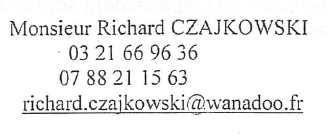 Monsieur Richard CZAJKOWSKI
03 21 66 96 36
07 88 21 15 63
richard.czajkowski@wanadoo.fr